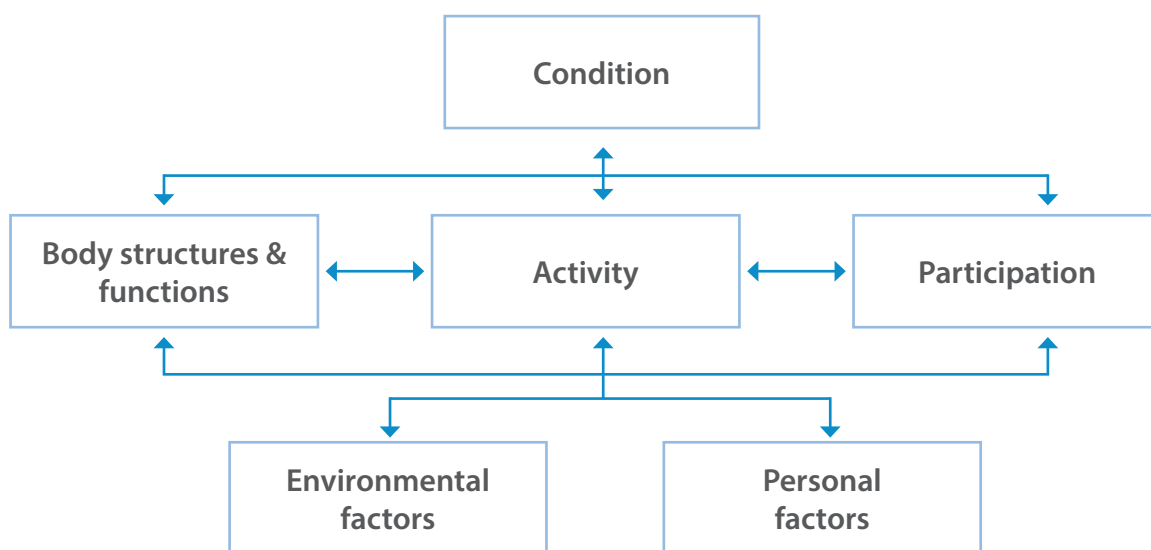 Condition
Body structures &
functions
Activity
Participation
Environmental
factors
Personal
factors